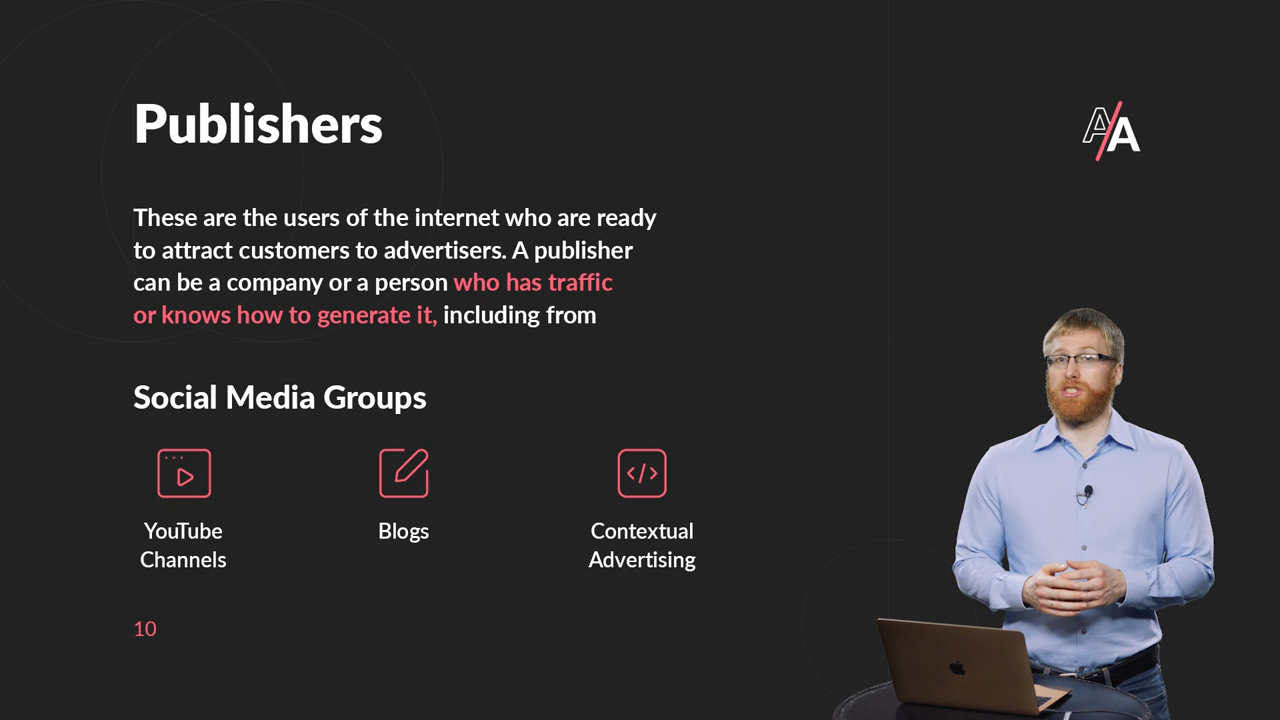 Publishers
A/A
These are the users of the internet who are ready
to attract customers to advertisers. A publisher
can be a company or a person who has traffic
or knows how to generate it, including from
Social Media Groups
YouTube
Channels
Blogs
Contextual
Advertising
10